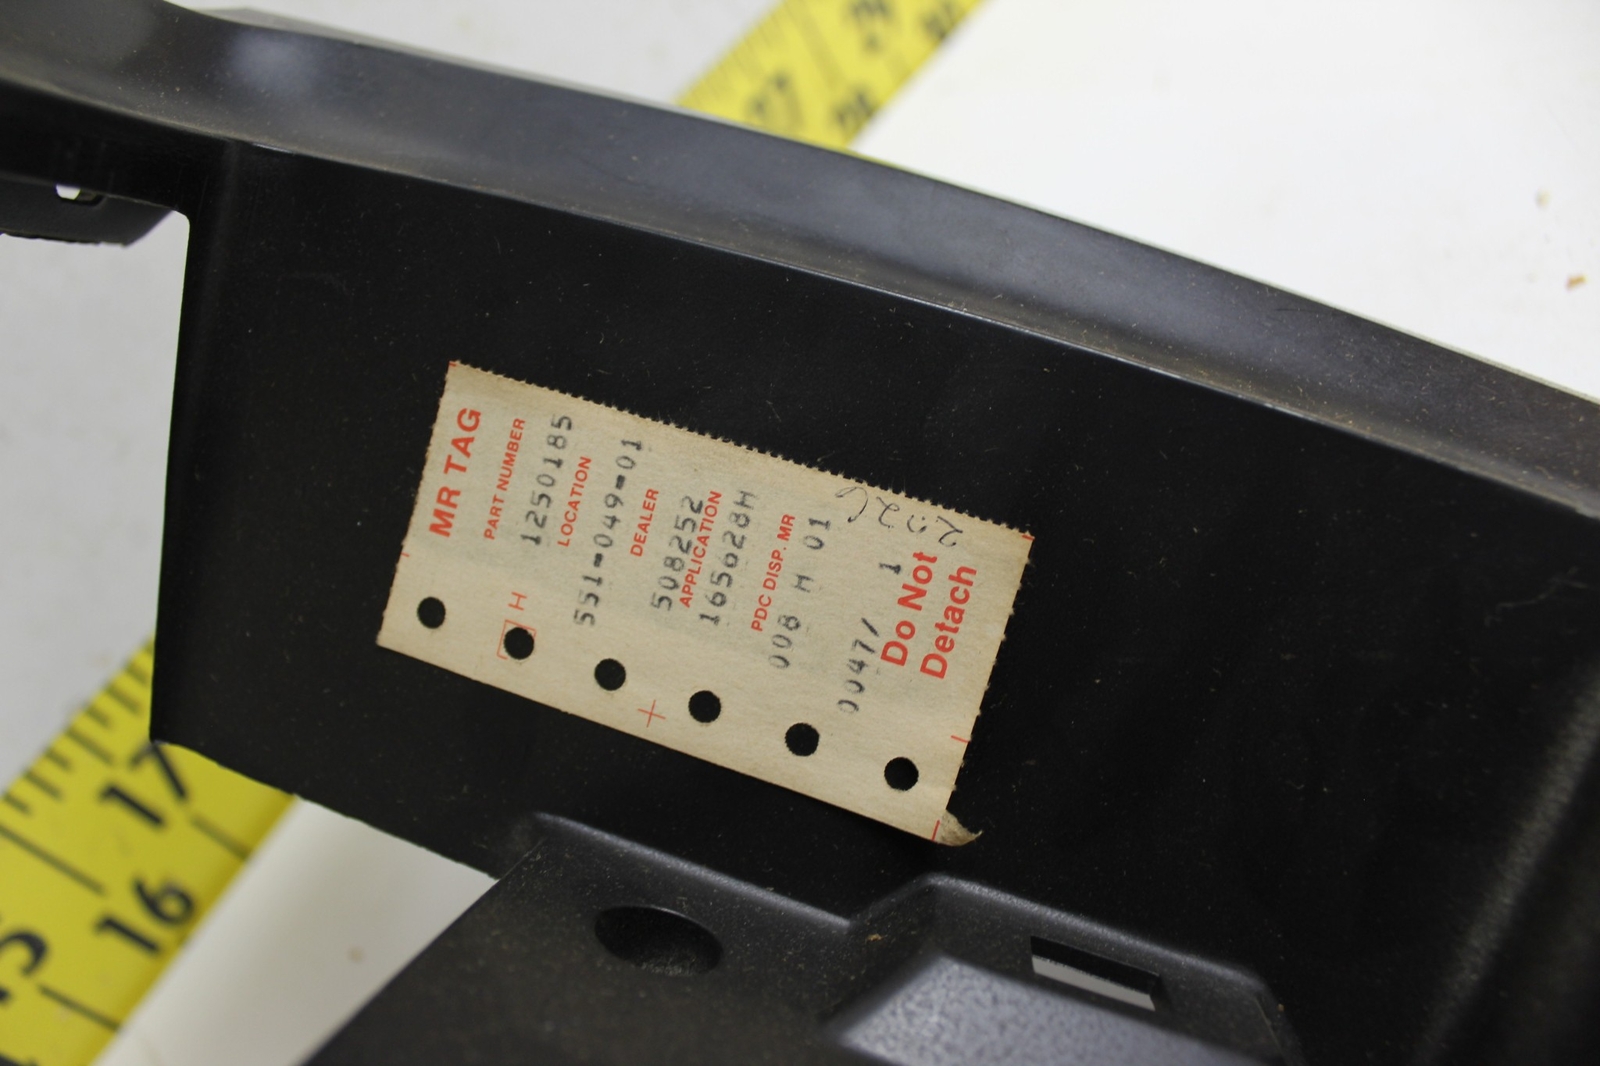 MR TAG
PART NUMBER
1250185
H
LOCATION
551-049-01
DEALER
508252
APPLICATION
165628H
PDC DISP. MR
008 H 01
0047/ 1
Do Not
Detach
17
16